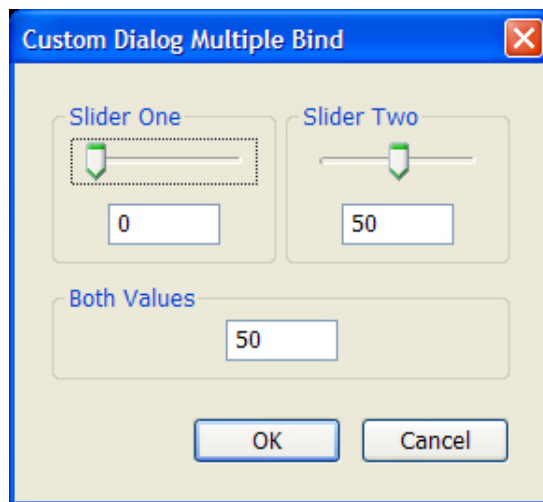 Custom Dialog Multiple Bind
Slider One Slider Two
0 50
Both Values
50
OK Cancel